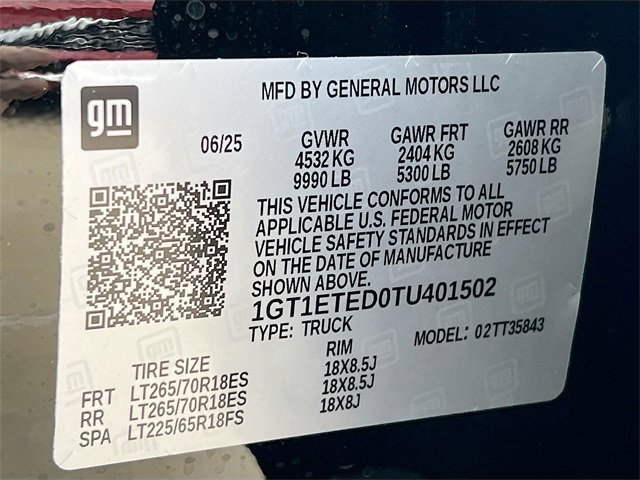 MFD BY GENERAL MOTORS LLC
gm
06/25 GVWR GAWR FRT GAWR RR
4532 KG 2404 KG 2608 KG
9990 LB 5300 LB 5750 LB
THIS VEHICLE CONFORMS TO ALL
APPLICABLE U.S. FEDERAL MOTOR
VEHICLE SAFETY STANDARDS IN EFFECT
ON THE DATE OF MANUFACTURE
SHOWN ABOVE.
1GT1ETED0TU401502
TYPE: TRUCK MODEL: 02TT35843
TIRE SIZE RIM
FRT LT265/70R18ES 18X8.5J
RR LT265/70R18ES 18X8.5J
SPA LT225/65R18FS 18X8J